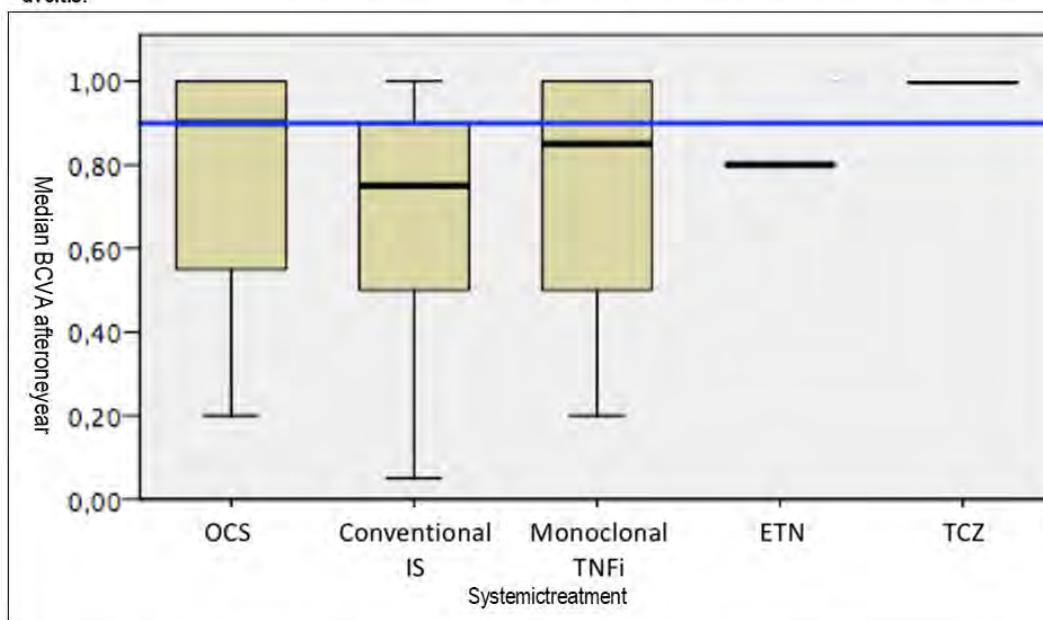 uveitis.
Median BCVA afteroneyear
1,00
0,80
0,60
0,40
0,20
0,00
OCS
Conventional
IS
Monoclonal
TNFi
ETN
TCZ
Systemictreatment